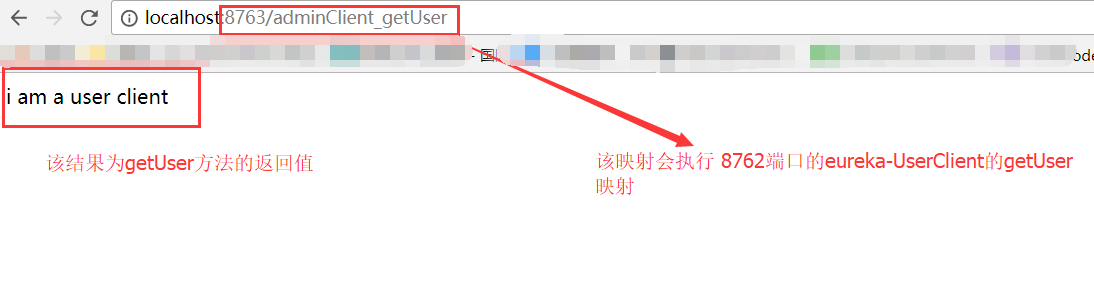 localhost:8763/adminClient_getUser
- 国
ode
i am a user client
该结果为getUser方法的返回值
该映射会执行 8762端口的eureka-UserClient的getUser
映射